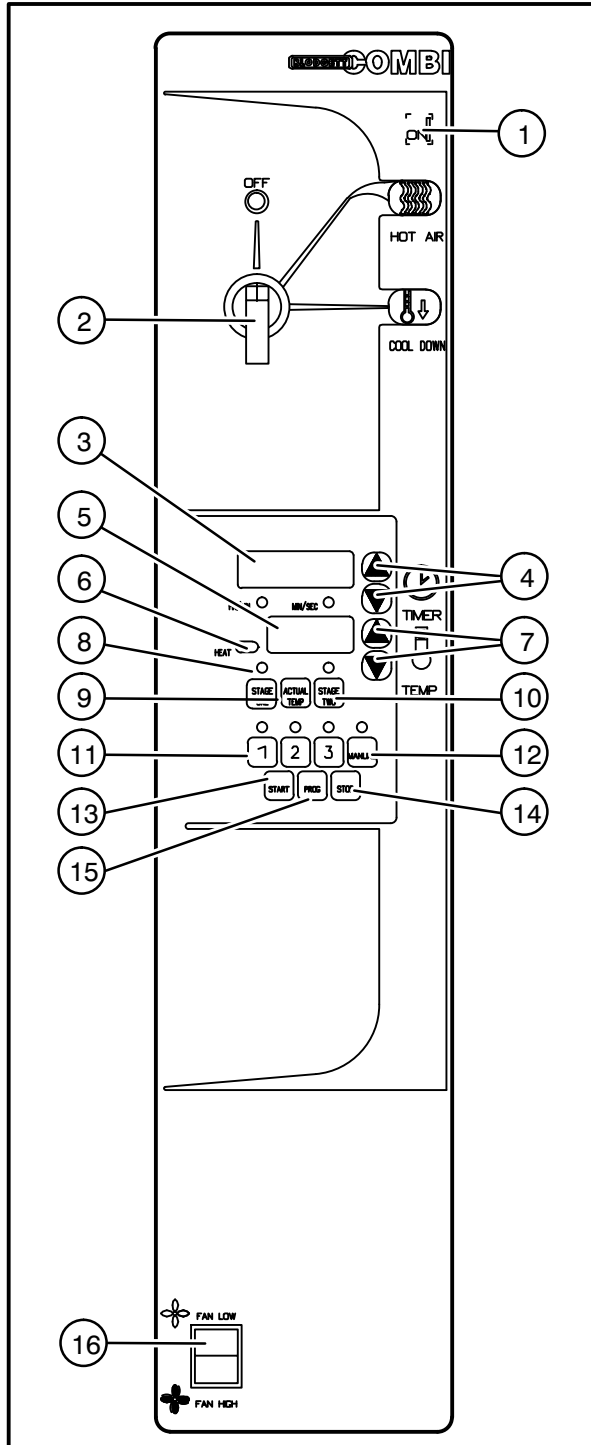 COMBI
ON
1
OFF
HOT AIR
2
COOL DOWN
3
5
4
6
MIN/SEC
TIMER
HEAT
7
8
TEMP
STAGE
ACTUAL TEMP
STAGE TWO
9
10
1
2
3
11
12
START
PROG
13
14
15
FAN LOW
16
FAN HIGH